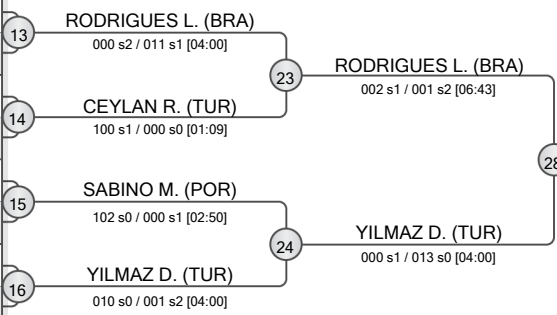 RODRIGUES L. (BRA)
13
000 s2 / 011 s1 [04:00]
23
RODRIGUES L. (BRA)
002 s1 / 001 s2 [06:43]
CEYLAN R. (TUR)
14
100 s1 / 000 s0 [01:09]
28
SABINO M. (POR)
15
102 s0 / 000 s1 [02:50]
24
YILMAZ D. (TUR)
000 s1 / 013 s0 [04:00]
YILMAZ D. (TUR)
16
010 s0 / 001 s2 [04:00]